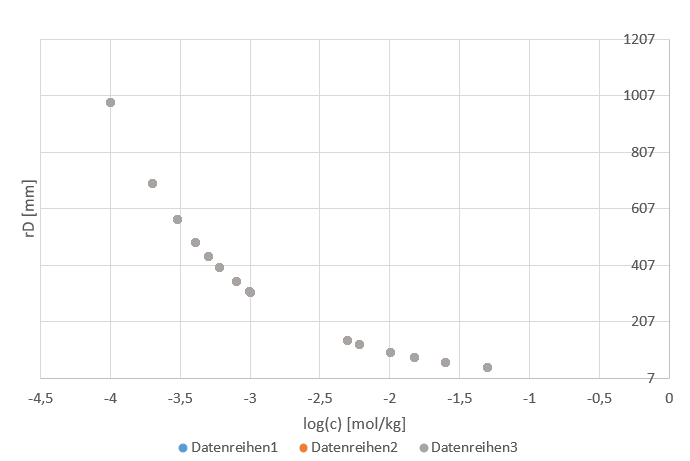 1207
1007
807
607
407
207
7
rD [mm]
-4,5 -4 -3,5 -3 -2,5 -2 -1,5 -1 -0,5 0
log(c) [mol/kg]
Datenreihen1 Datenreihen2 Datenreihen3